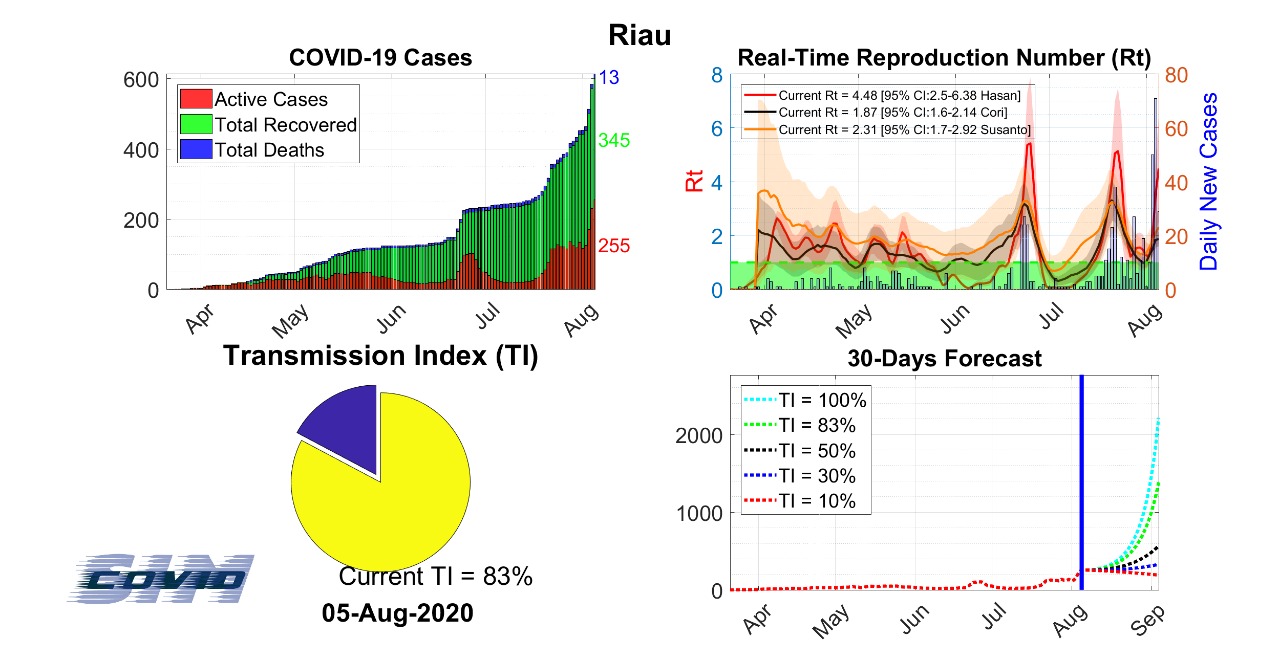 Riau
COVID-19 Cases
600
400
200
0
Apr
May
Jun
Jul
Aug
13
345
255
Active Cases
Total Recovered
Total Deaths
Real-Time Reproduction Number (Rt)
8
6
4
2
0
Rt
Apr
May
Jun
Jul
Aug
80
60
40
20
0
Daily New Cases
Current Rt = 4.48 [95% CI:2.5-6.38 Hasan]
Current Rt = 1.87 [95% CI:1.6-2.14 Cori]
Current Rt = 2.31 [95% CI:1.7-2.92 Susanto]
Transmission Index (TI)
Current TI = 83%
05-Aug-2020
SIN
COVID
30-Days Forecast
2000
1000
0
Apr
May
Jun
Jul
Aug
Sep
TI = 100%
TI = 83%
TI = 50%
TI = 30%
TI = 10%